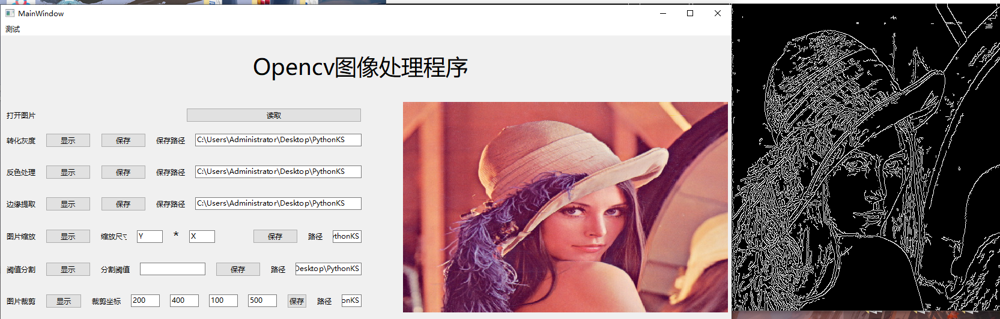 MainWindow
测试
Opencv图像处理程序
打开图片 读取
转化灰度 显示 保存 保存路径 C:\Users\Administrator\Desktop\PythonKS
反色处理 显示 保存 保存路径 C:\Users\Administrator\Desktop\PythonKS
边缘提取 显示 保存 保存路径 C:\Users\Administrator\Desktop\PythonKS
图片缩放 显示 缩放尺寸 Y * X 保存 路径 ythonKS
阈值分割 显示 分割阈值 保存 路径 Desktop\PythonKS
图片裁剪 显示 裁剪坐标 200 400 100 500 保存 路径 onKS